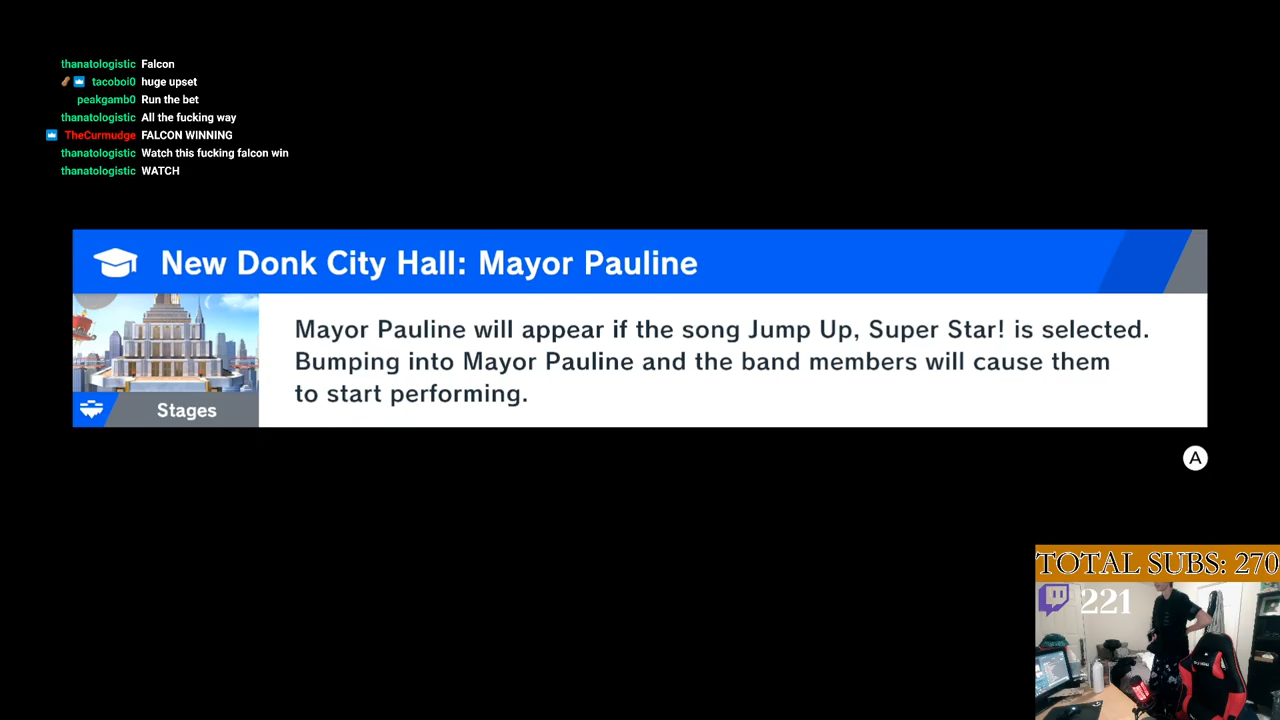 thanatologistic Falcon
tacoboi0 huge upset
peakgamb0 Run the bet
thanatologistic All the fucking way
TheCurmudge FALCON WINNING
thanatologistic Watch this fucking falcon win
thanatologistic WATCH
New Donk City Hall: Mayor Pauline
Mayor Pauline will appear if the song Jump Up, Super Star! is selected.
Bumping into Mayor Pauline and the band members will cause them
to start performing.
Stages
A
TOTAL SUBS: 270
221